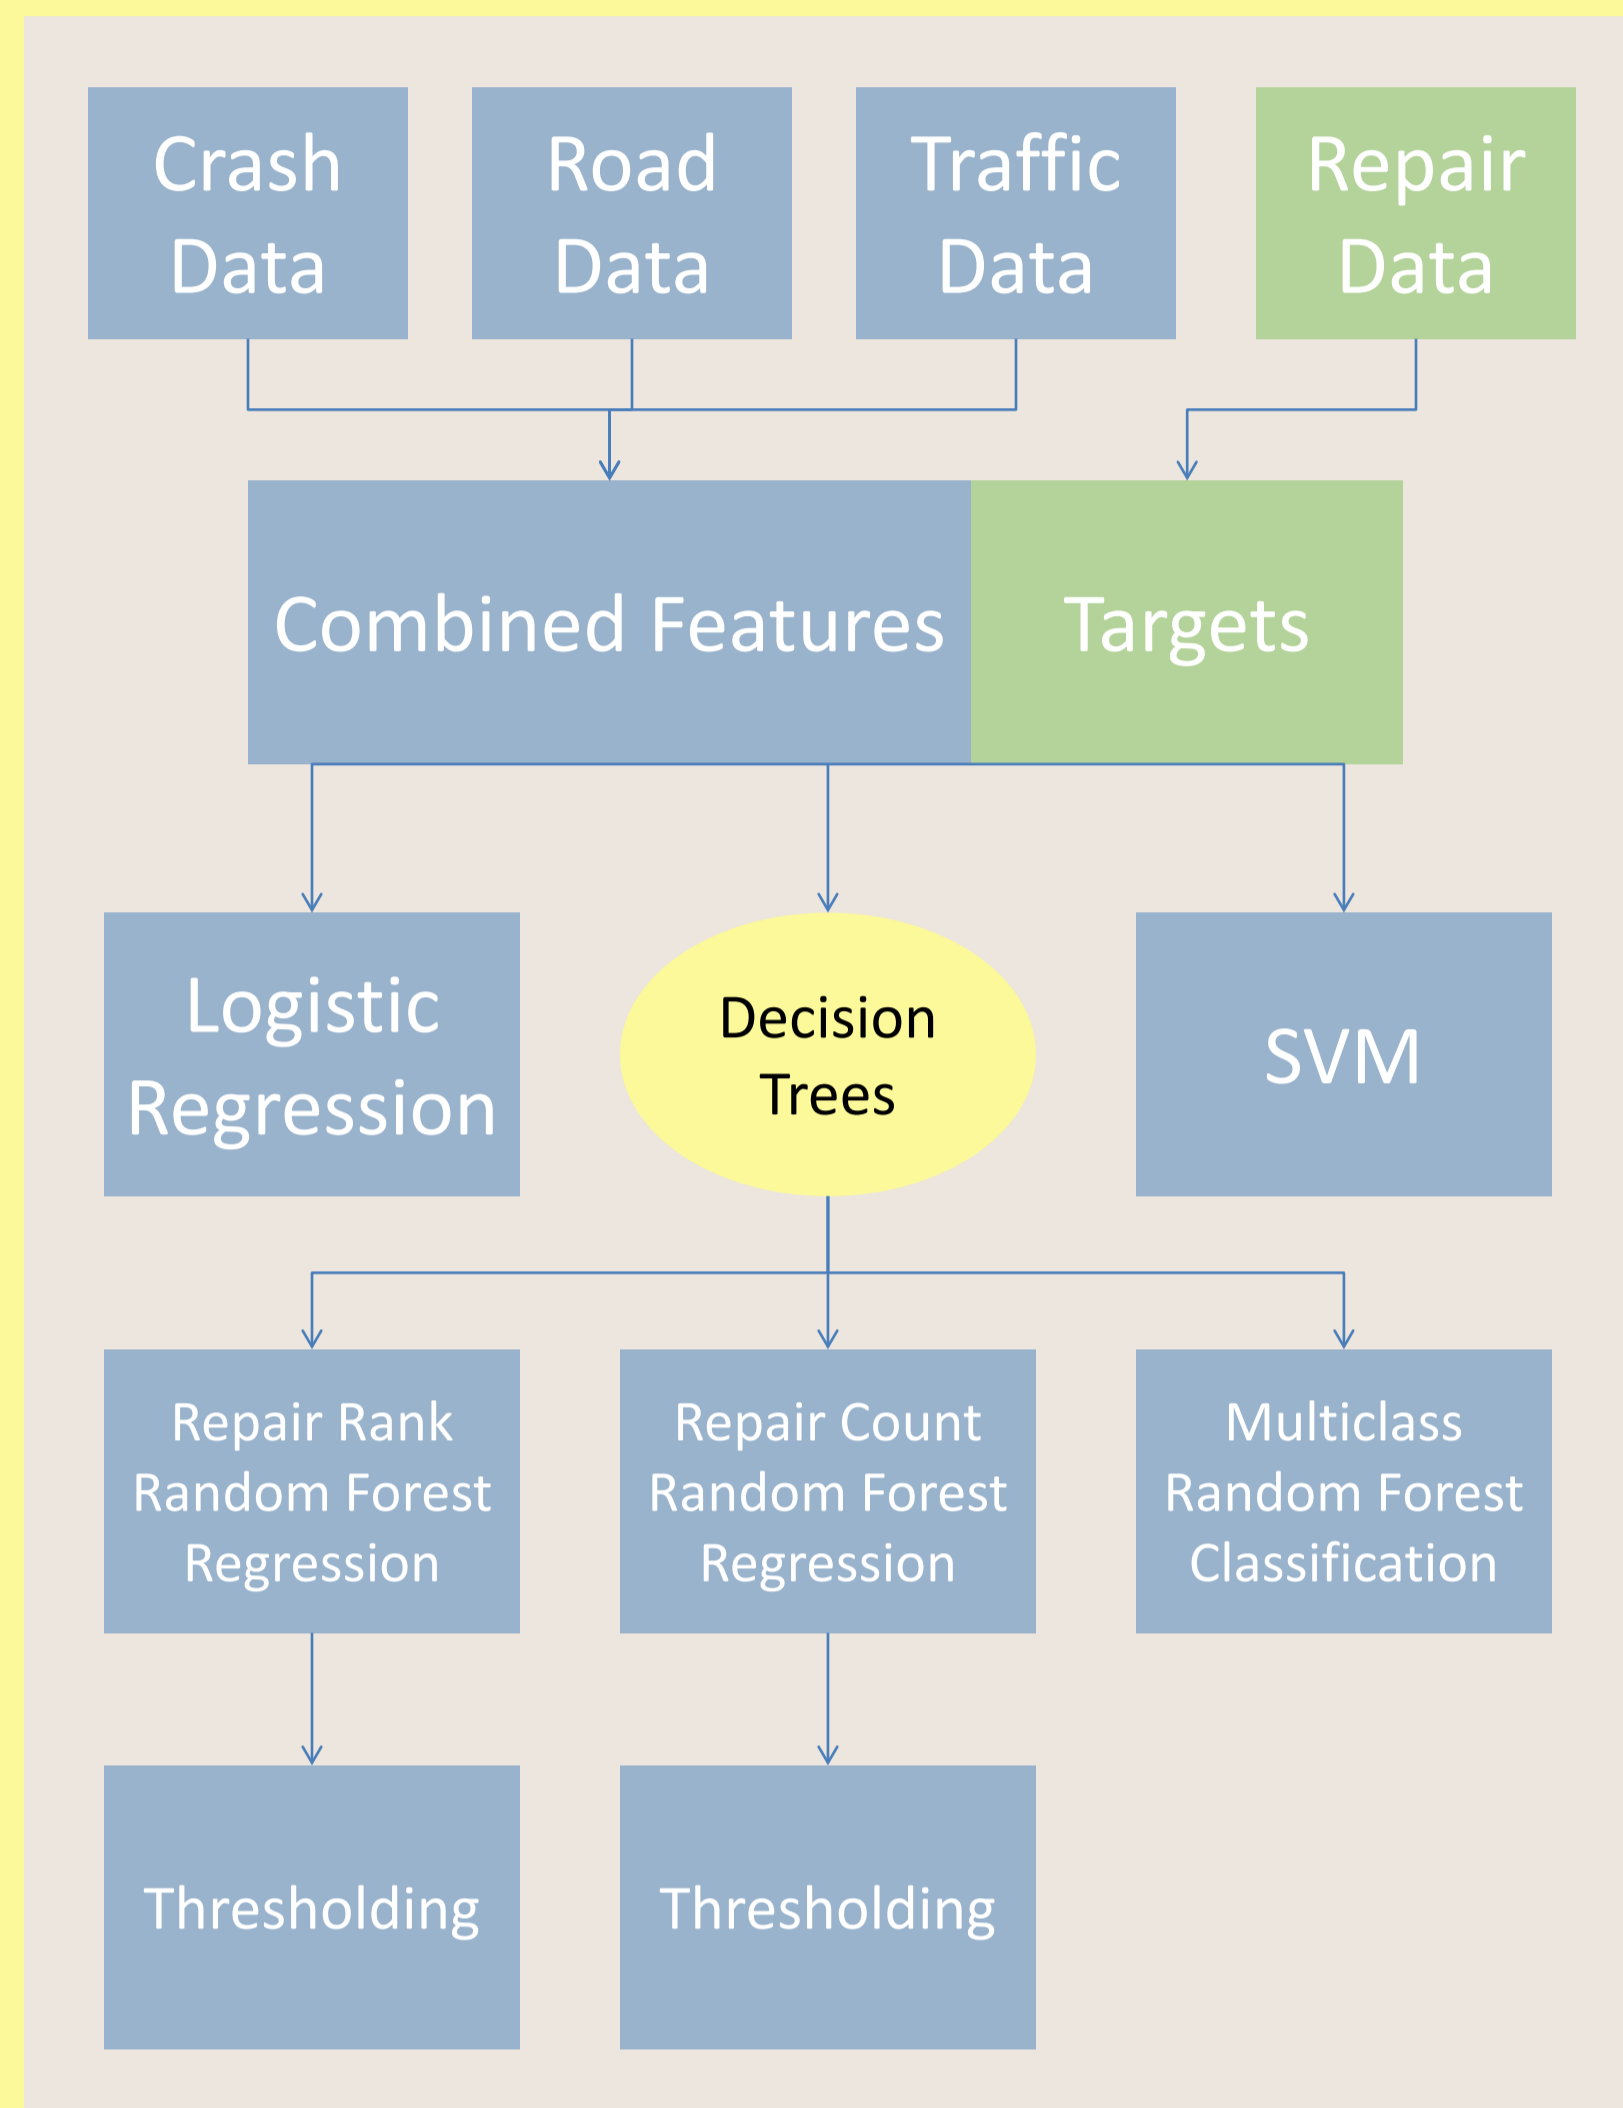 Crash
Data
Road
Data
Traffic
Data
Repair
Data
Combined Features
Targets
Logistic
Regression
Decision
Trees
SVM
Repair Rank
Random Forest
Regression
Repair Count
Random Forest
Regression
Multiclass
Random Forest
Classification
Thresholding
Thresholding